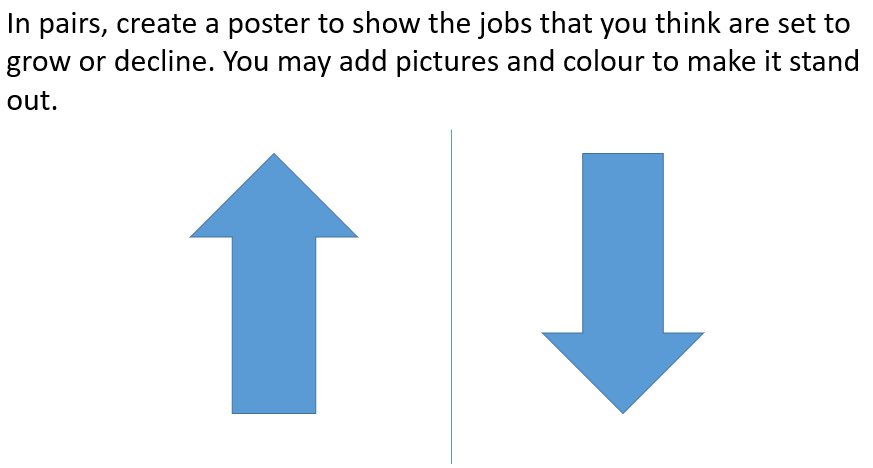 In pairs, create a poster to show the jobs that you think are set to
grow or decline. You may add pictures and colour to make it stand
out.